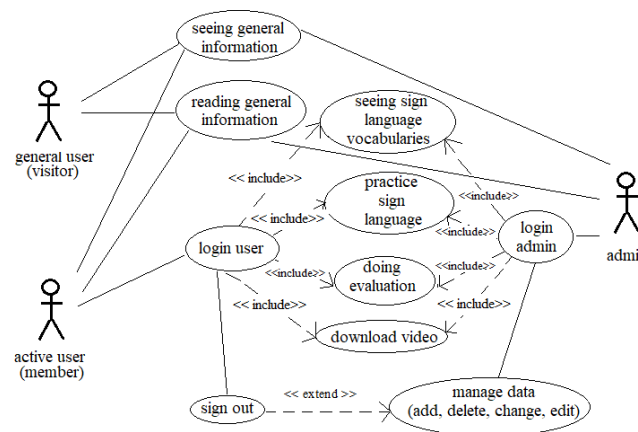 seeing general
information
reading general
information
seeing sign
language
vocabularies
general user
(visitor)
<< include>>
<<include>>
practice
sign
language
<< include>>
<include>>
login
admin
admin
login user
<<include>>
<<include>>
doing
evaluation
<< include>>
<< include>>
download video
active user
(member)
<< extend >>
sign out
manage data
(add, delete, change, edit)